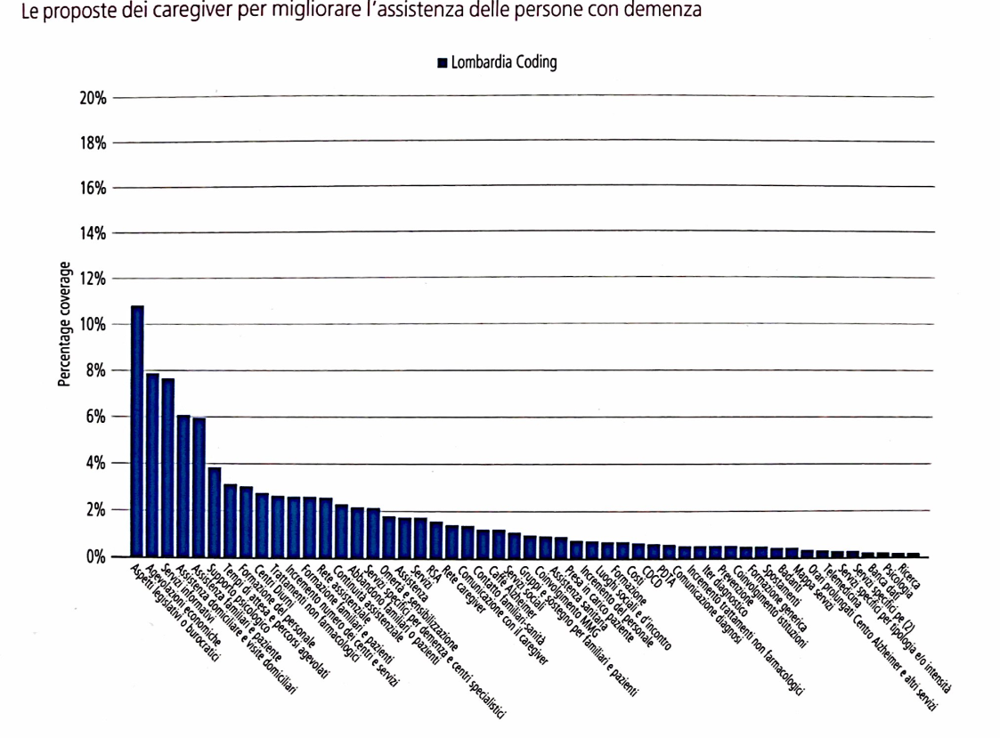 Le proposte dei caregiver per migliorare l'assistenza delle persone con demenza
Lombardia Coding
Percentage coverage
20%
18%
16%
14%
12%
10%
8%
6%
4%
2%
0%
Aspetti legislativi o burocratici
Agevolazioni economiche
Servizi informativi
Assistenza domiciliare e visite domiciliari
Assistenza familiari e paziente
Supporto psicologico
Tempi di attesa e percorsi agevolati
Formazione del personale
Centri Diurni
Trattamenti non farmacologici
Incremento numero dei centri e servizi
Formazione familiari e pazienti
Rete assistenziale
Continuità assistenziale
Abbandono familiari o pazienti
Servizi specifici per demenza e centri specialistici
Omerta e sensibilizzazione
Assistenza
Servizi
RSA
Rete caregiver
Comunicazione con il caregiver
Contatto familiari-sanità
Caffè Alzheimer
Servizi sociali
Gruppi e sostegno per familiari e pazienti
Coinvolgimento MMG
Assistenza sanitaria
Presa in carico paziente
Incremento del personale
Luoghi sociali e d'incontro
Formazione
Costi
CDCD
PDTA
Comunicazione diagnosi
Incremento trattamenti non farmacologici
Iter diagnostico
Prevenzione
Coinvolgimento istituzioni
Formazione generica
Spostamenti
Badanti
Mappa servizi
Orari prolungati Centro Alzheimer e altri servizi
Telemedicina
Servizi specifici per tipologia e/o intensità
Servizi specifici pe (2)
Banca dati
Psicologia
Ricerca